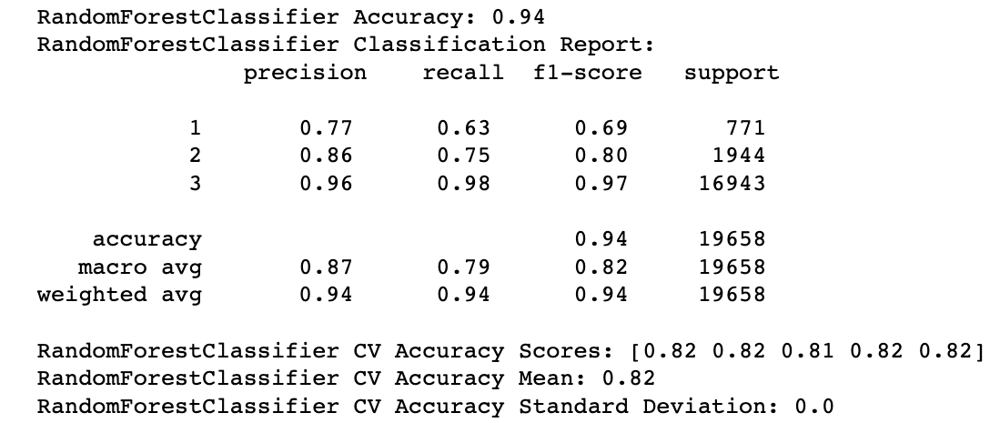 RandomForestClassifier Accuracy: 0.94
RandomForestClassifier Classification Report:
precision recall f1-score support
1 0.77 0.63 0.69 771
2 0.86 0.75 0.80 1944
3 0.96 0.98 0.97 16943
accuracy 0.94 19658
macro avg 0.87 0.79 0.82 19658
weighted avg 0.94 0.94 0.94 19658
RandomForestClassifier CV Accuracy Scores: [0.82 0.82 0.81 0.82 0.82]
RandomForestClassifier CV Accuracy Mean: 0.82
RandomForestClassifier CV Accuracy Standard Deviation: 0.0